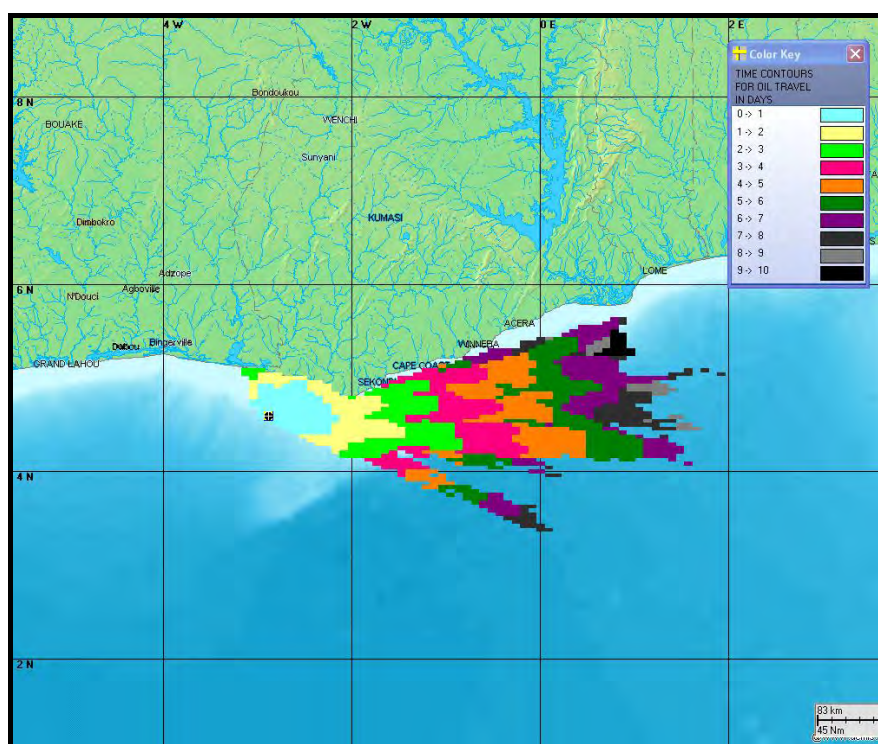 4 W
2 W
0 E
2 E
8 N
6 N
4 N
2 N
Color Key
TIME CONTOURS
FOR OIL TRAVEL
IN DAYS
0 -> 1
1 -> 2
2 -> 3
3 -> 4
4 -> 5
5 -> 6
6 -> 7
7 -> 8
8 -> 9
9 -> 10
Bondoukou
BOUAKE
WENCHI
Sunyani
Dimbokro
KUMASI
Adzope
LOME
Agboville
N'Douci
ACERA
Dabou
Bingerville
WINNEBA
GRAND LAHOU
CAPE COAST
SEKONDI
83 km
45 Nm